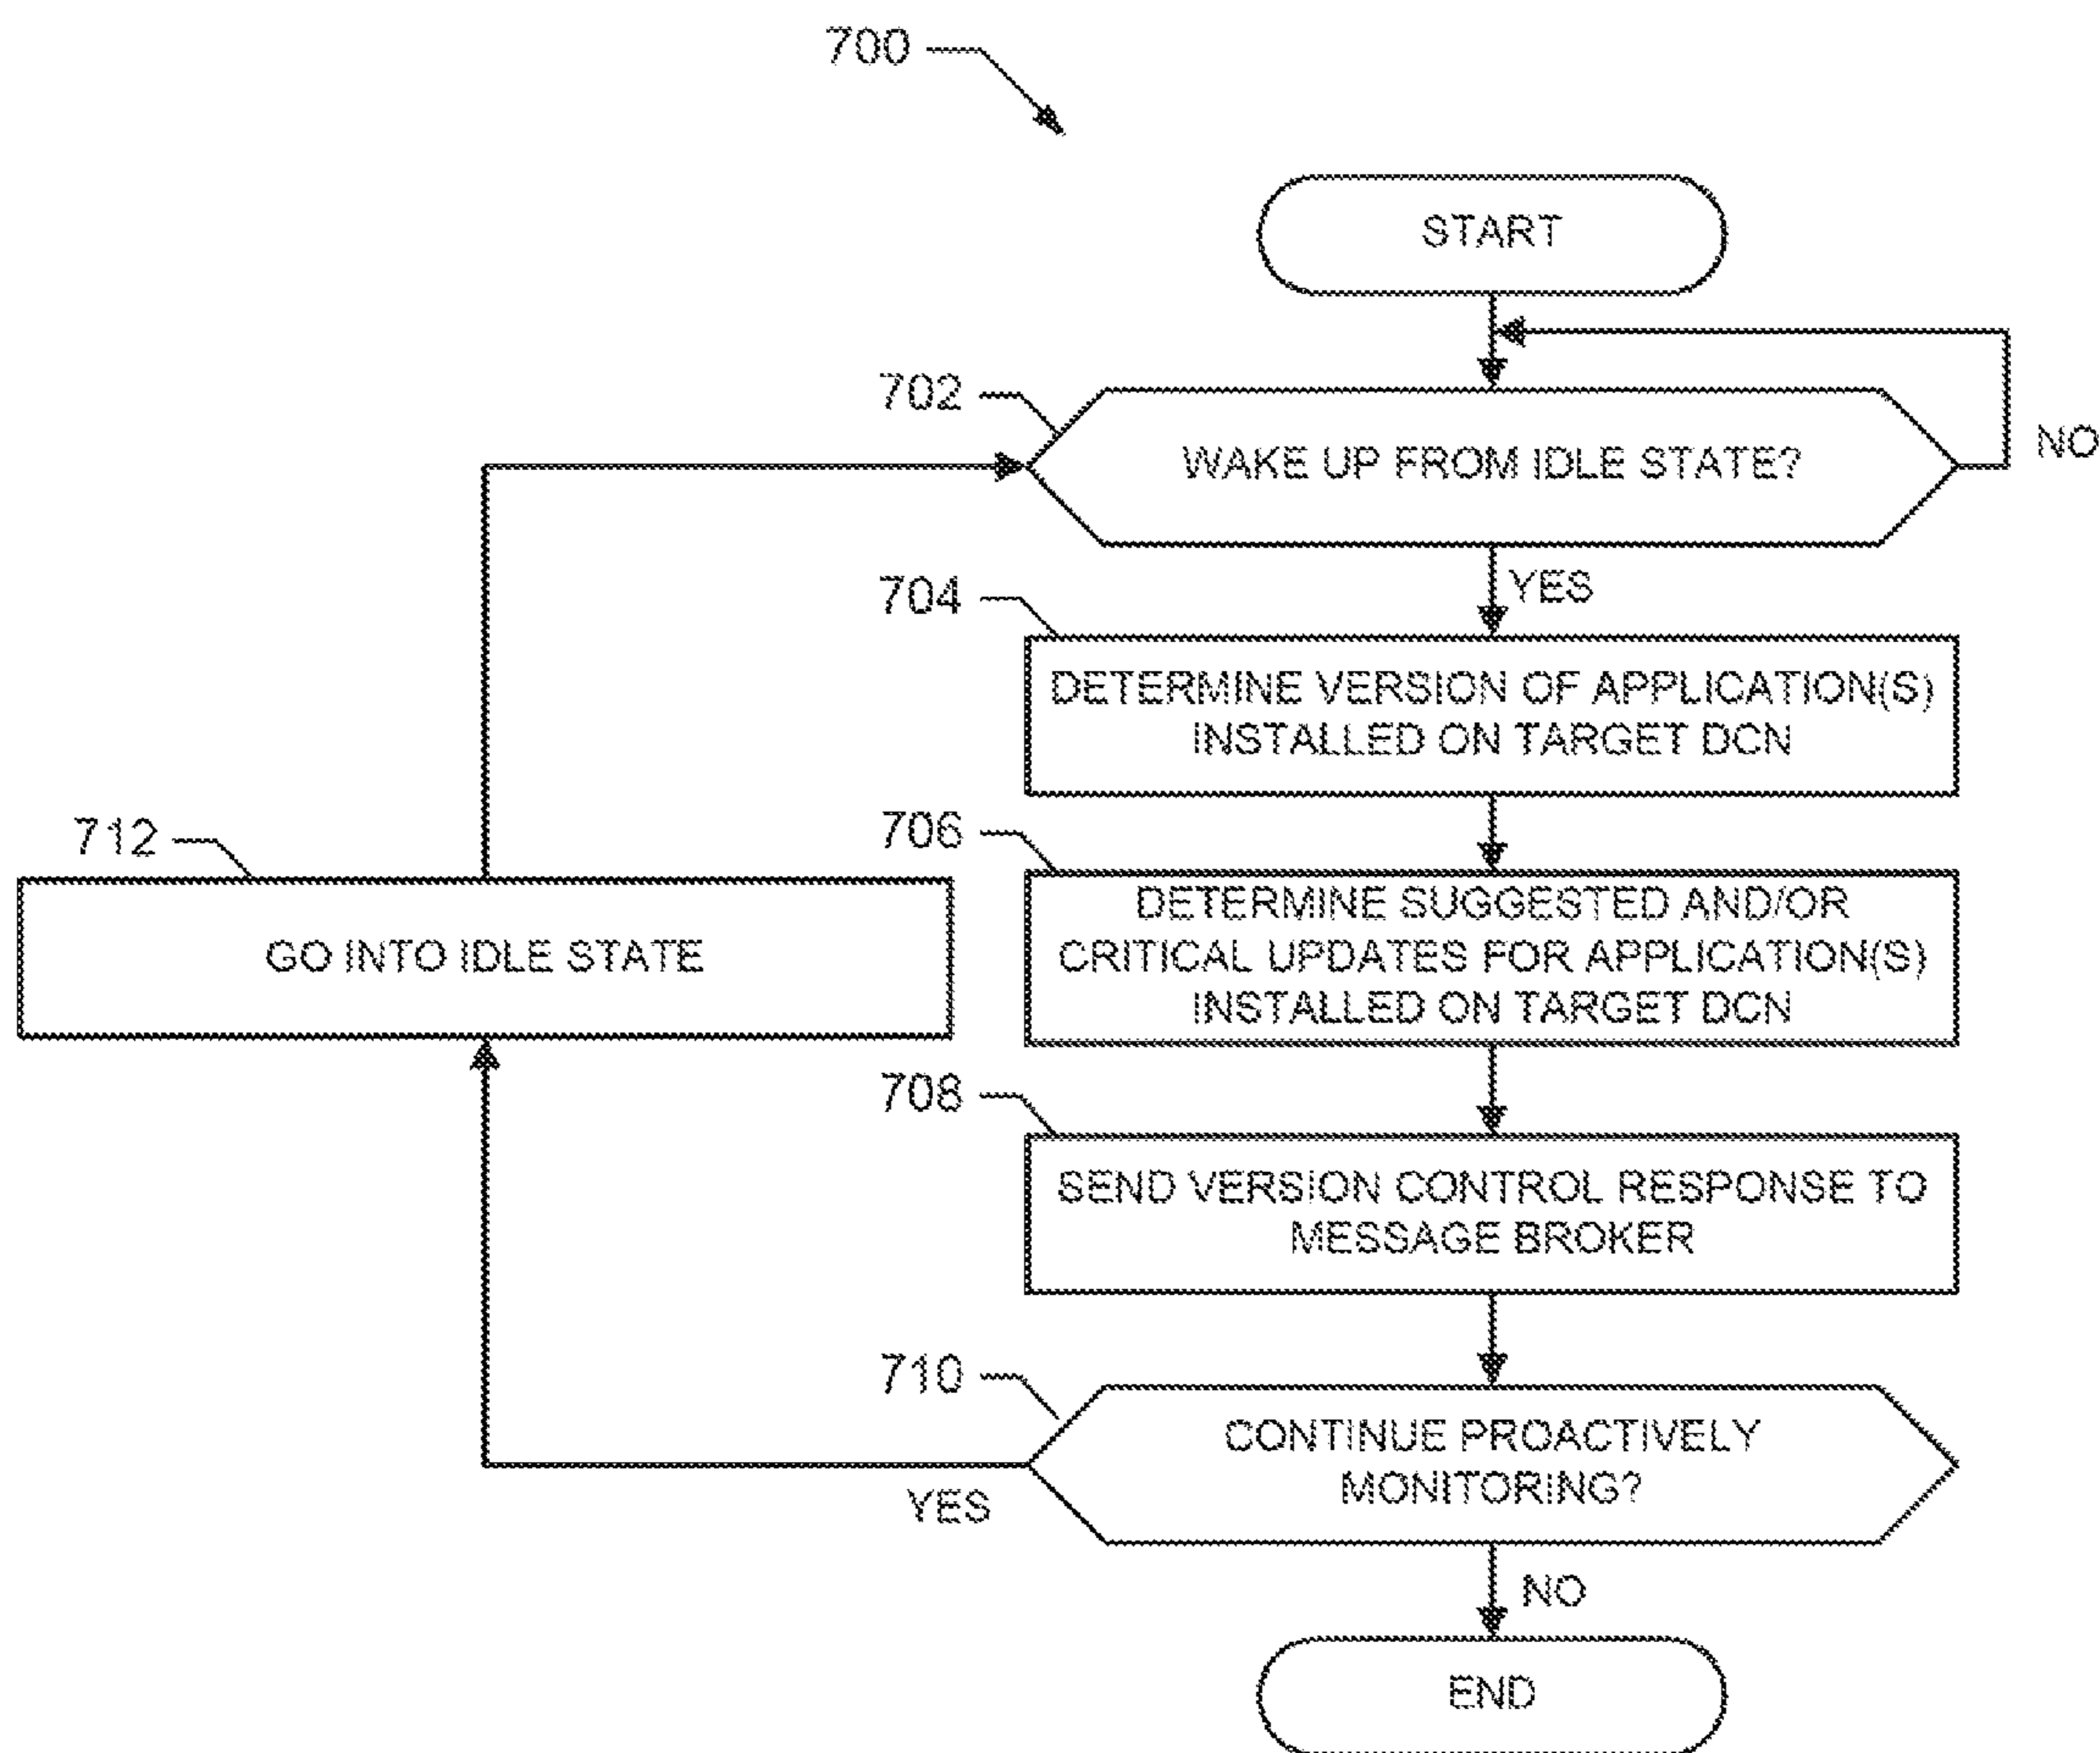 700
START
702
WAKE UP FROM IDLE STATE?
NO
YES
704
DETERMINE VERSION OF APPLICATION(S)
INSTALLED ON TARGET DCN
706
DETERMINE SUGGESTED AND/OR
CRITICAL UPDATES FOR APPLICATION(S)
INSTALLED ON TARGET DCN
712
GO INTO IDLE STATE
708
SEND VERSION CONTROL RESPONSE TO
MESSAGE BROKER
710
CONTINUE PROACTIVELY
MONITORING?
YES
NO
END